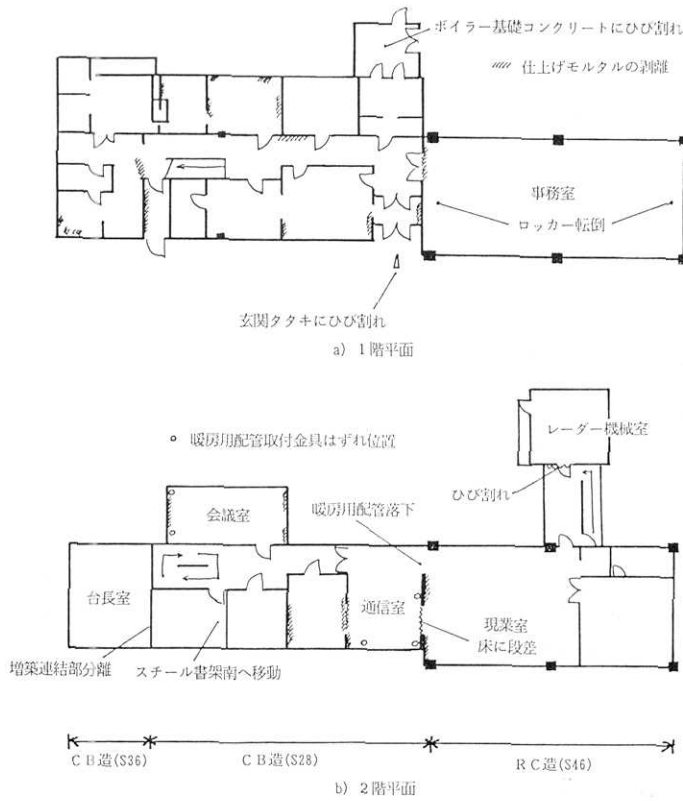 ボイラー基礎コンクリートにひび割れ
仕上げモルタルの剥離
事務室
ロッカー転倒
玄関タタキにひび割れ
a) 1階平面
暖房用配管取付金具はずれ位置
レーダー機械室
ひび割れ
会議室
暖房用配管落下
台長室
通信室
現業室
床に段差
増築連結部分離
スチール書架南へ移動
CB造(S36)
CB造(S28)
RC造(S46)
b) 2階平面